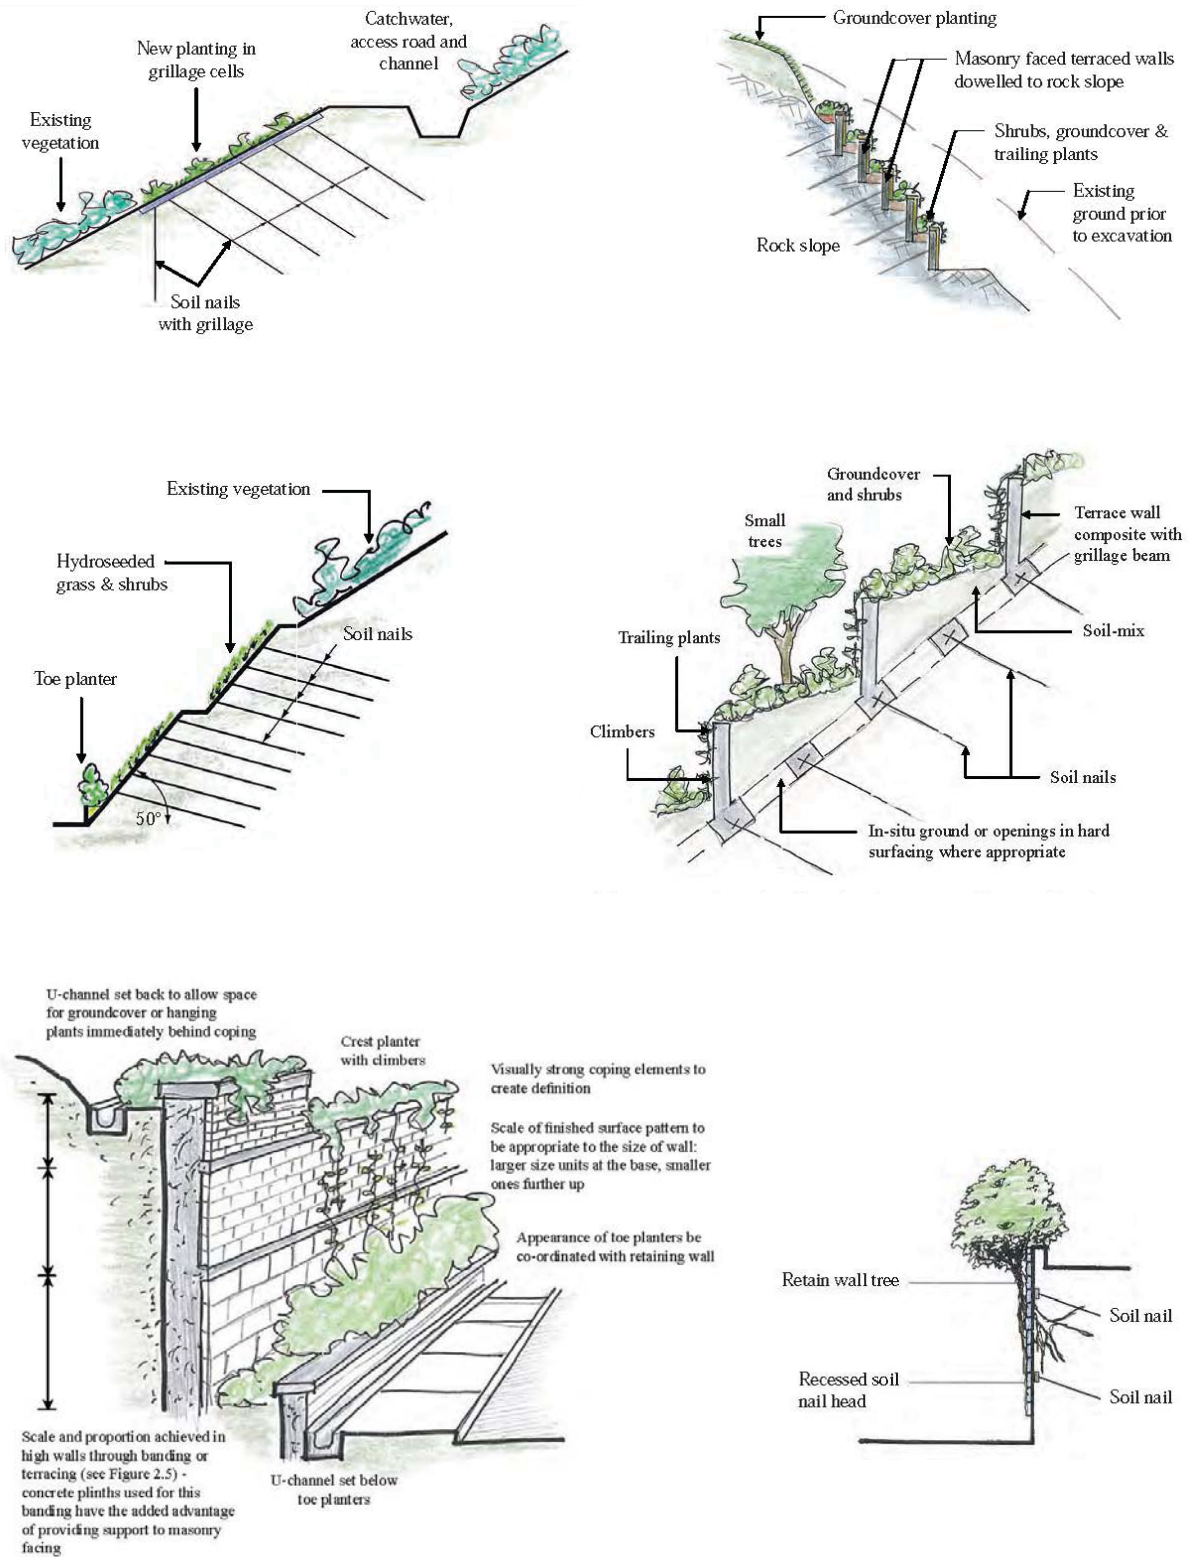 Catchwater,
access road and
channel
New planting in
grillage cells
Existing
vegetation
Soil nails
with grillage
Groundcover planting
Masonry faced terraced walls
dowelled to rock slope
Shrubs, groundcover &
trailing plants
Existing
ground prior
to excavation
Rock slope
Existing vegetation
Hydroseeded
grass & shrubs
Soil nails
Toe planter
50°
Groundcover
and shrubs
Small
trees
Terrace wall
composite with
grillage beam
Trailing plants
Soil-mix
Climbers
Soil nails
In-situ ground or openings in hard
surfacing where appropriate
U-channel set back to allow space
for groundcover or hanging
plants immediately behind coping
Crest planter
with climbers
Visually strong coping elements to
create definition
Scale of finished surface pattern to
be appropriate to the size of wall:
larger size units at the base, smaller
ones further up
Appearance of toe planters be
co-ordinated with retaining wall
Scale and proportion achieved in
high walls through banding or
terracing (see Figure 2.5) -
concrete plinths used for this
banding have the added advantage
of providing support to masonry
facing
U-channel set below
toe planters
Retain wall tree
Soil nail
Recessed soil
nail head
Soil nail